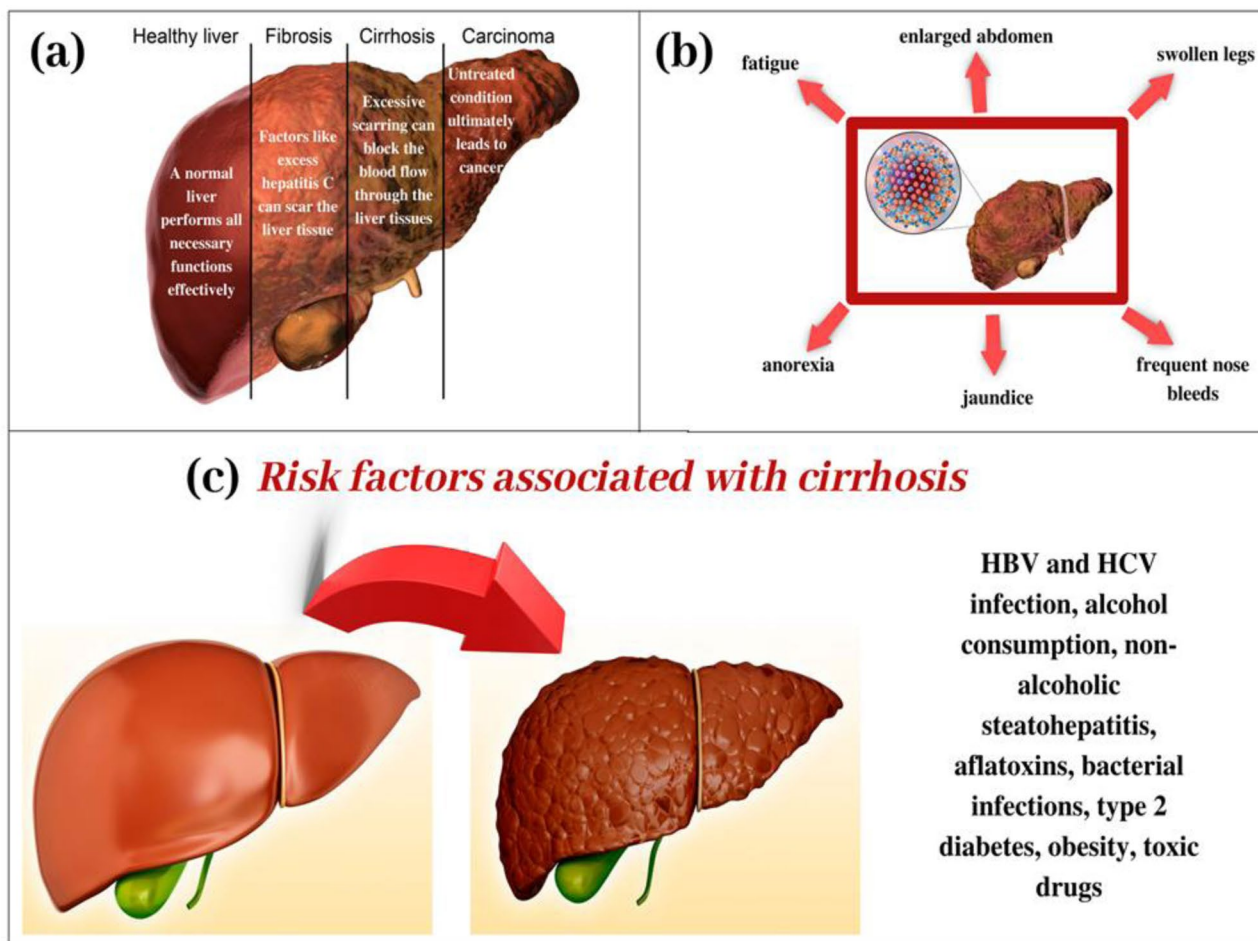 (a)
Healthy liver
Fibrosis
Cirrhosis
Carcinoma
A normal
liver
performs all
necessary
functions
effectively
Factors like
excess
hepatitis C
can scar the
liver tissue
Excessive
scarring can
block the
blood flow
through the
liver tissues
Untreated
condition
ultimately
leads to
cancer
(b)
fatigue
enlarged abdomen
swollen legs
anorexia
jaundice
frequent nose
bleeds
(c) Risk factors associated with cirrhosis
HBV and HCV
infection, alcohol
consumption, non-
alcoholic
steatohepatitis,
aflatoxins, bacterial
infections, type 2
diabetes, obesity, toxic
drugs